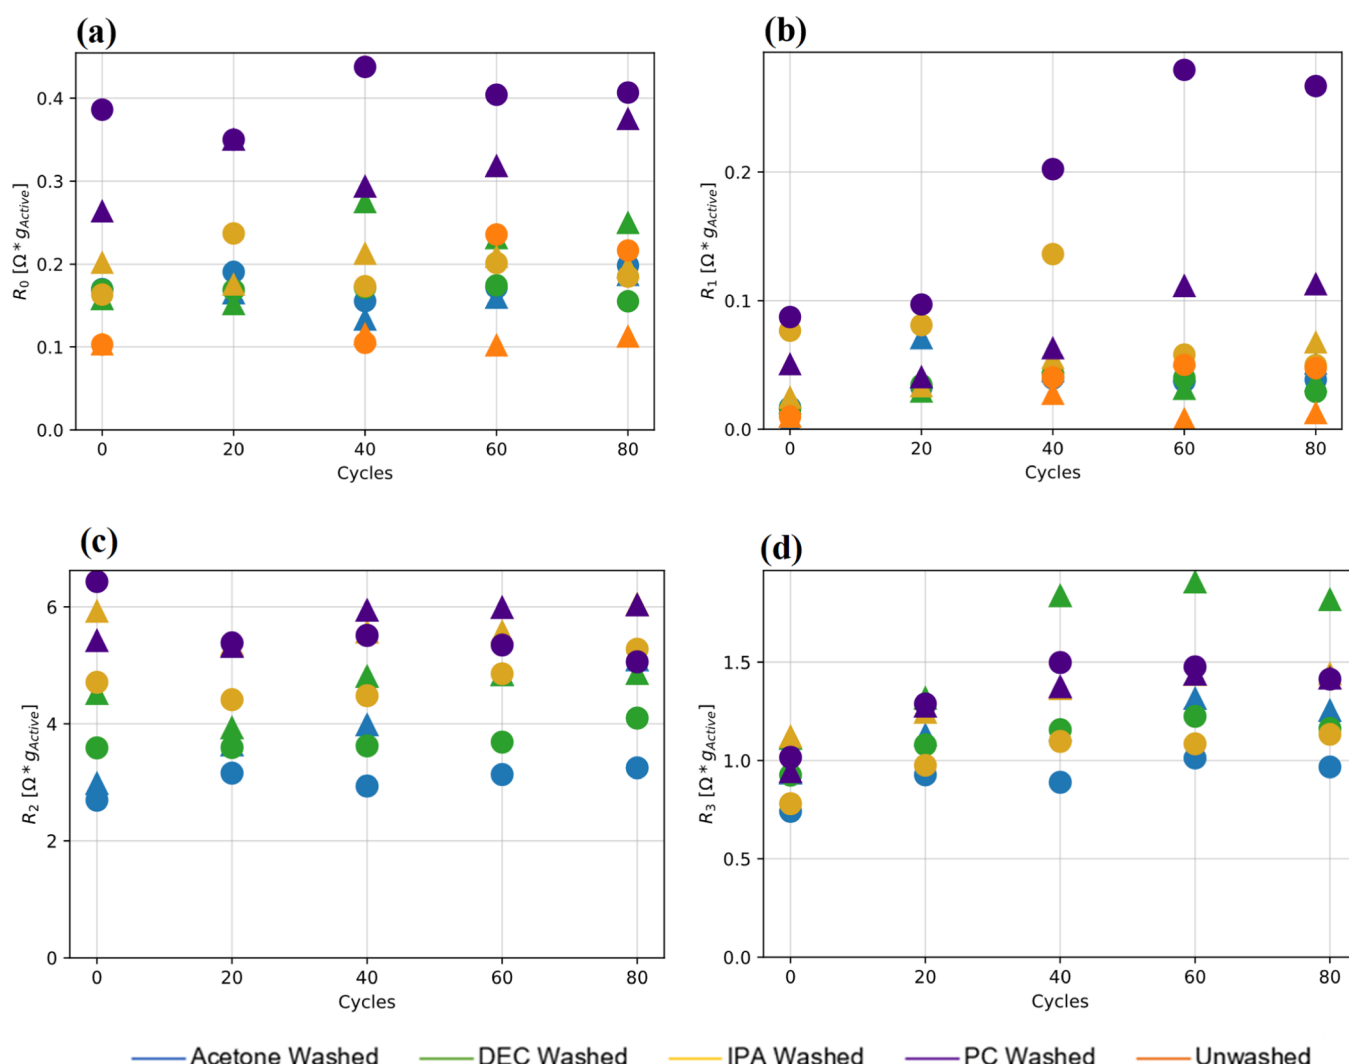 (a)
(b)
0.4
0.3
0.2
0.1
0.0
R0 [Ω* gActive]
0 20 40 60 80
Cycles
0.2
0.1
0.0
R1 [Ω* gActive]
0 20 40 60 80
Cycles
(c)
(d)
6
4
2
0
R2 [Ω* gActive]
0 20 40 60 80
Cycles
1.5
1.0
0.5
0.0
R3 [Ω* gActive]
0 20 40 60 80
Cycles
Acetone Washed DEC Washed IPA Washed PC Washed Unwashed